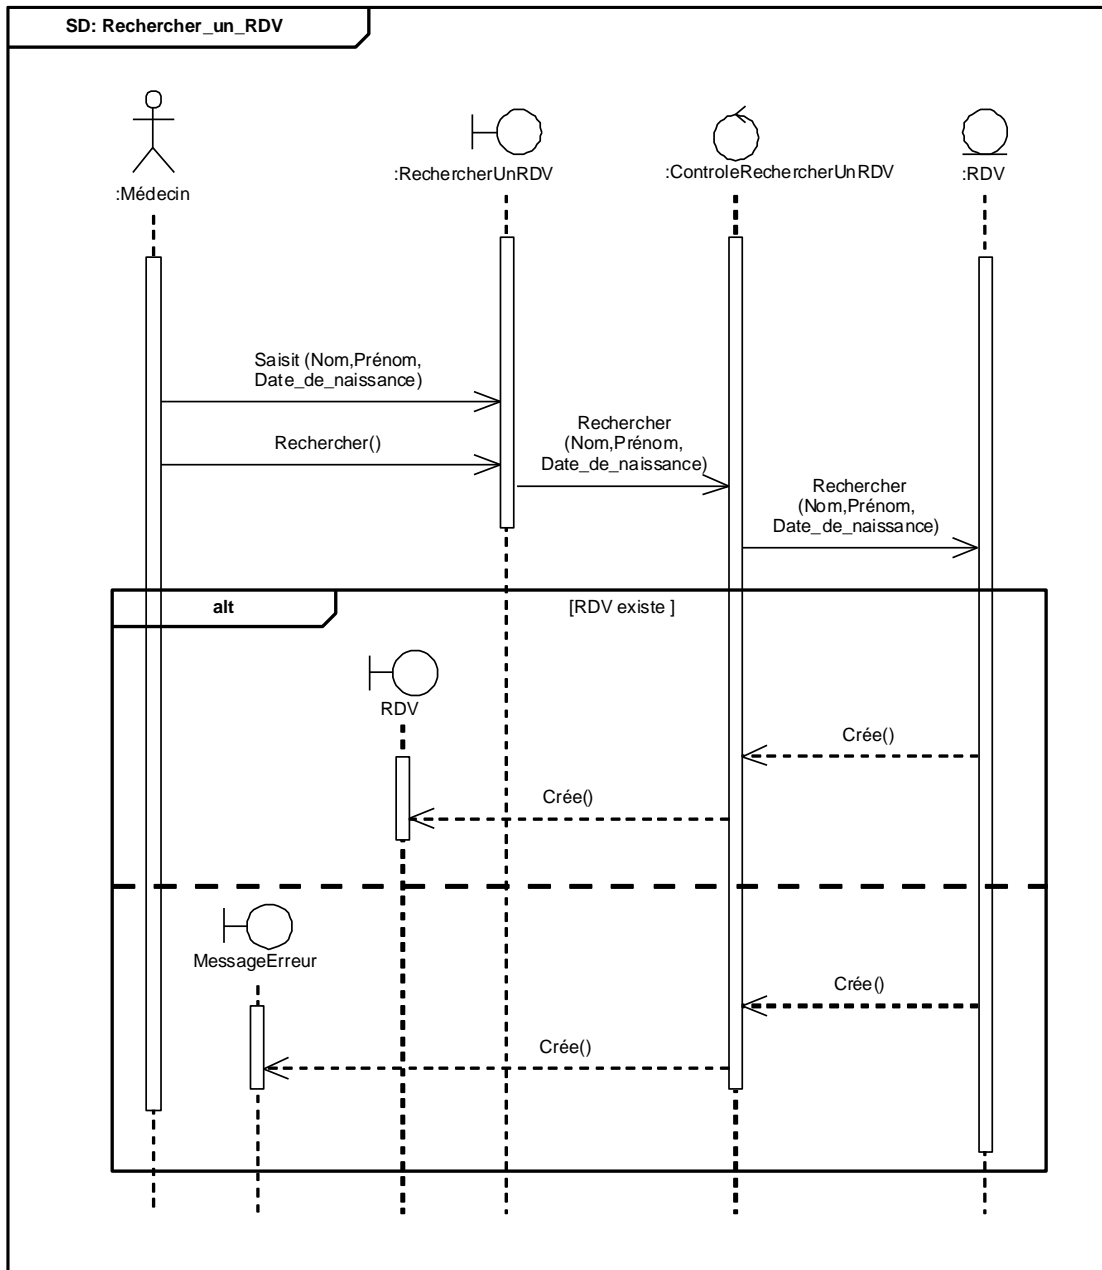 SD: Rechercher_un_RDV
:Médecin
:RechercherUnRDV
:ControleRechercherUnRDV
:RDV
Saisit (Nom,Prénom,
Date_de_naissance)
Rechercher()
Rechercher
(Nom,Prénom,
Date_de_naissance)
Rechercher
(Nom,Prénom,
Date_de_naissance)
alt
[RDV existe ]
RDV
Crée()
Crée()
MessageErreur
Crée()
Crée()